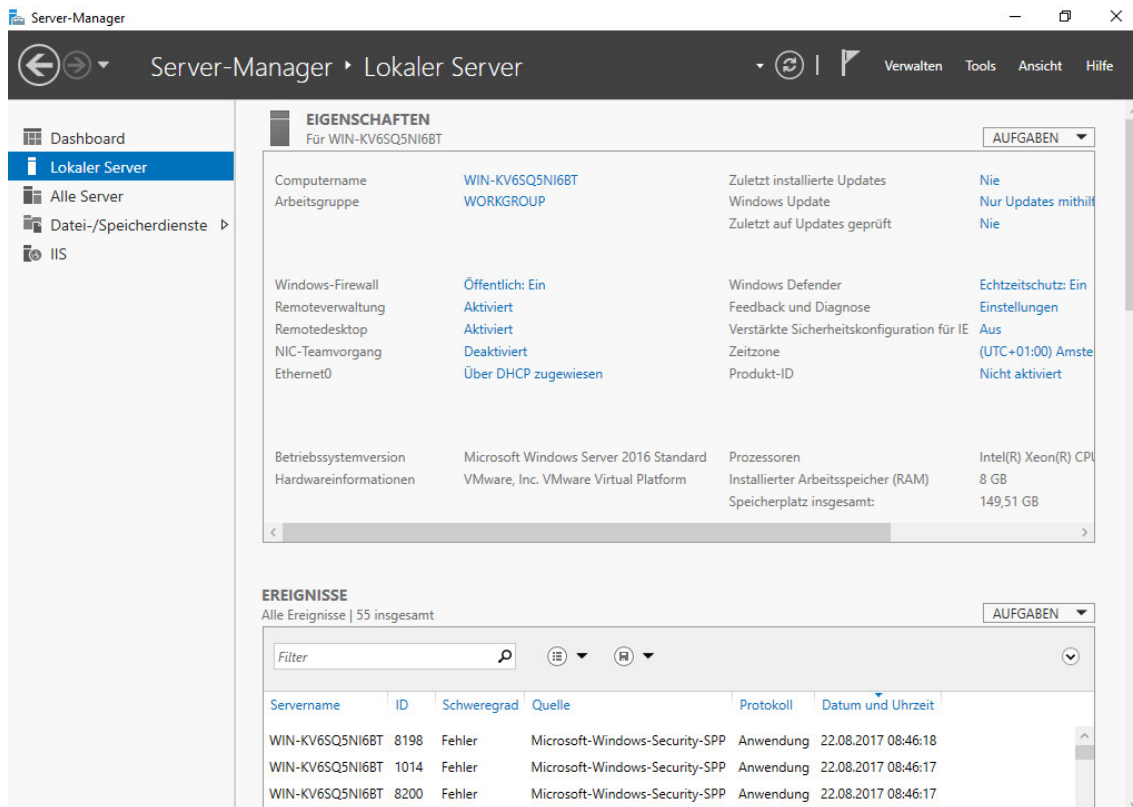 Server-Manager
Server-Manager Lokaler Server
Verwalten Tools Ansicht Hilfe
Dashboard
Lokaler Server
Alle Server
Datei-/Speicherdienste
IIS
EIGENSCHAFTEN
Für WIN-KV6SQ5NI6BT
AUFGABEN
Computername WIN-KV6SQ5NI6BT Zuletzt installierte Updates Nie
Arbeitsgruppe WORKGROUP Windows Update Nur Updates mithilf
Zuletzt auf Updates geprüft Nie
Windows-Firewall Öffentlich: Ein Windows Defender Echtzeitschutz: Ein
Remoteverwaltung Aktiviert Feedback und Diagnose Einstellungen
Remotedesktop Aktiviert Verstärkte Sicherheitskonfiguration für IE Aus
NIC-Teamvorgang Deaktiviert Zeitzone (UTC+01:00) Amste
Ethernet0 Über DHCP zugewiesen Produkt-ID Nicht aktiviert
Betriebssystemversion Microsoft Windows Server 2016 Standard Prozessoren Intel(R) Xeon(R) CPU
Hardwareinformationen VMware, Inc. VMware Virtual Platform Installierter Arbeitsspeicher (RAM) 8 GB
Speicherplatz insgesamt: 149,51 GB
EREIGNISSE
Alle Ereignisse | 55 insgesamt
AUFGABEN
Filter
Servername ID Schweregrad Quelle Protokoll Datum und Uhrzeit
WIN-KV6SQ5NI6BT 8198 Fehler Microsoft-Windows-Security-SPP Anwendung 22.08.2017 08:46:18
WIN-KV6SQ5NI6BT 1014 Fehler Microsoft-Windows-Security-SPP Anwendung 22.08.2017 08:46:17
WIN-KV6SQ5NI6BT 8200 Fehler Microsoft-Windows-Security-SPP Anwendung 22.08.2017 08:46:17